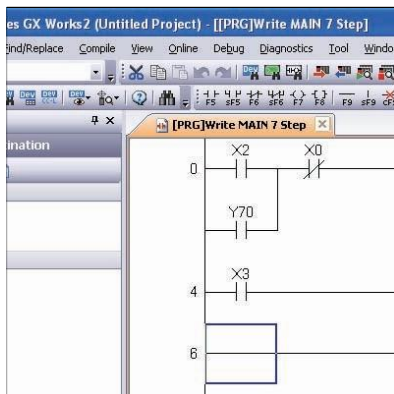 es GX Works2 (Untitled Project) - [[PRG]Write MAIN 7 Step]
Find/Replace Compile View Online Debug Diagnostics Tool Windo
F5 sF5 F6 sF6 F7 F8 F9 sF9
ination
[PRG]Write MAIN 7 Step
X2 X0
0
Y70
X3
4
6